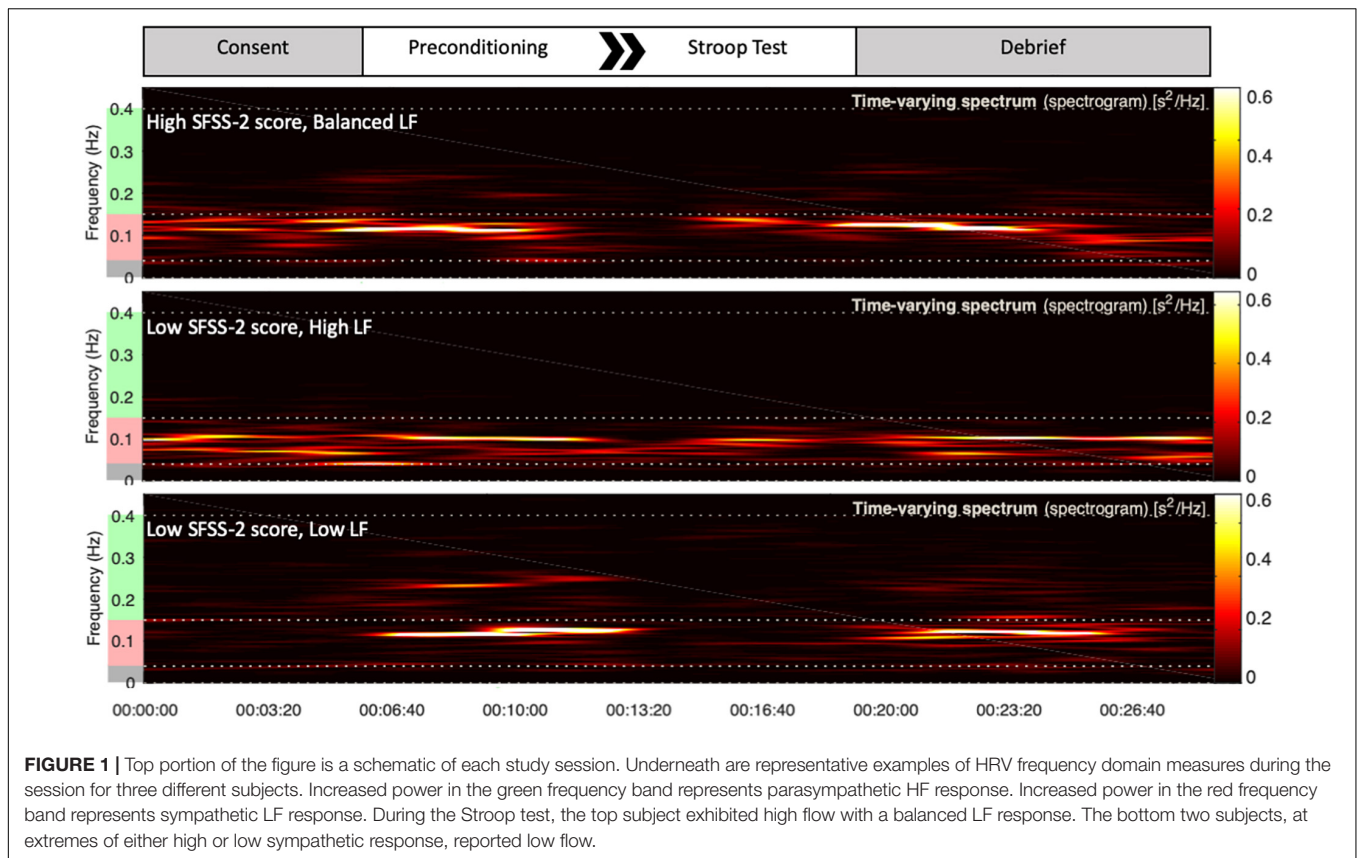 Consent Preconditioning Stroop Test Debrief
Time-varying spectrum (spectrogram) [s²/Hz]
High SFSS-2 score, Balanced LF
Frequency (Hz)
0.4
0.3
0.2
0.1
0
0.6
0.4
0.2
0
Time-varying spectrum (spectrogram) [s²/Hz]
Low SFSS-2 score, High LF
Frequency (Hz)
0.4
0.3
0.2
0.1
0
0.6
0.4
0.2
0
Time-varying spectrum (spectrogram) [s²/Hz]
Low SFSS-2 score, Low LF
Frequency (Hz)
0.4
0.3
0.2
0.1
0
0.6
0.4
0.2
0
00:00:00 00:03:20 00:06:40 00:10:00 00:13:20 00:16:40 00:20:00 00:23:20 00:26:40
FIGURE 1 | Top portion of the figure is a schematic of each study session. Underneath are representative examples of HRV frequency domain measures during the
session for three different subjects. Increased power in the green frequency band represents parasympathetic HF response. Increased power in the red frequency
band represents sympathetic LF response. During the Stroop test, the top subject exhibited high flow with a balanced LF response. The bottom two subjects, at
extremes of either high or low sympathetic response, reported low flow.